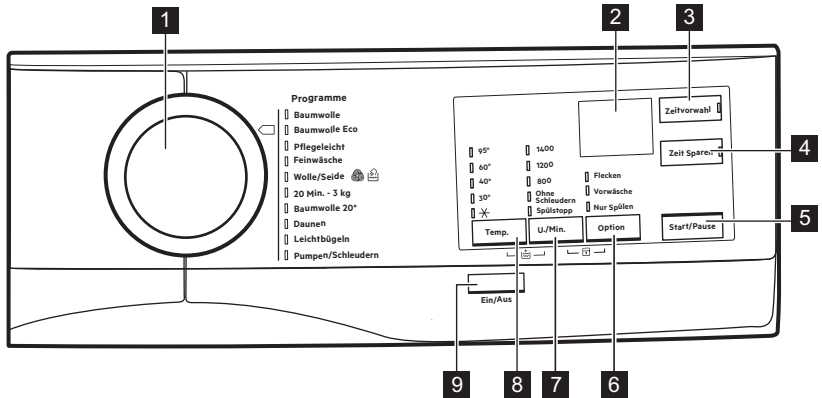 1
2
3
4
5
6
7
8
9
Programme
Baumwolle
Baumwolle Eco
Pflegeleicht
Feinwäsche
Wolle/Seide
20 Min. - 3 kg
Baumwolle 20°
Daunen
Leichtbügeln
Pumpen/Schleudern
95°
60°
40°
30°
1400
1200
800
Ohne
Schleudern
Spülstopp
Flecken
Vorwäsche
Nur Spülen
Zeitvorwahl
Zeit Sparen
Temp.
U./Min.
Option
Start/Pause
Ein/Aus